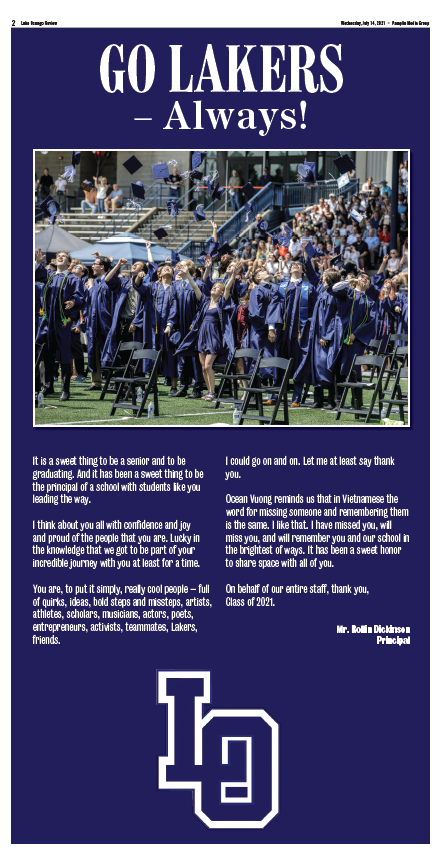 2 Lake Oswego Review
Wednesday, July 14, 2021 – Pamplin Media Group
GO LAKERS
– Always!
It is a sweet thing to be a senior and to be
graduating. And it has been a sweet thing to be
the principal of a school with students like you
leading the way.
I think about you all with confidence and joy
and proud of the people that you are. Lucky in
the knowledge that we got to be part of your
incredible journey with you at least for a time.
You are, to put it simply, really cool people – full
of quirks, ideas, bold steps and missteps, artists,
athletes, scholars, musicians, actors, poets,
entrepreneurs, activists, teammates, Lakers,
friends.
I could go on and on. Let me at least say thank
you.
Ocean Vuong reminds us that in Vietnamese the
word for missing someone and remembering them
is the same. I like that. I have missed you, will
miss you, and will remember you and our school in
the brightest of ways. It has been a sweet honor
to share space with all of you.
On behalf of our entire staff, thank you,
Class of 2021.
Mr. Rollin Dickinson
Principal
LO